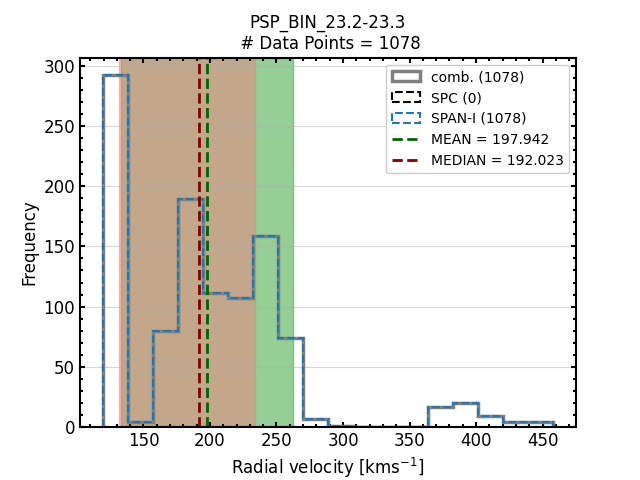 PSP_BIN_23.2-23.3
# Data Points = 1078
comb. (1078)
SPC (0)
SPAN-I (1078)
MEAN = 197.942
MEDIAN = 192.023
Frequency
300
250
200
150
100
50
0
150 200 250 300 350 400 450
Radial velocity [kms⁻¹]